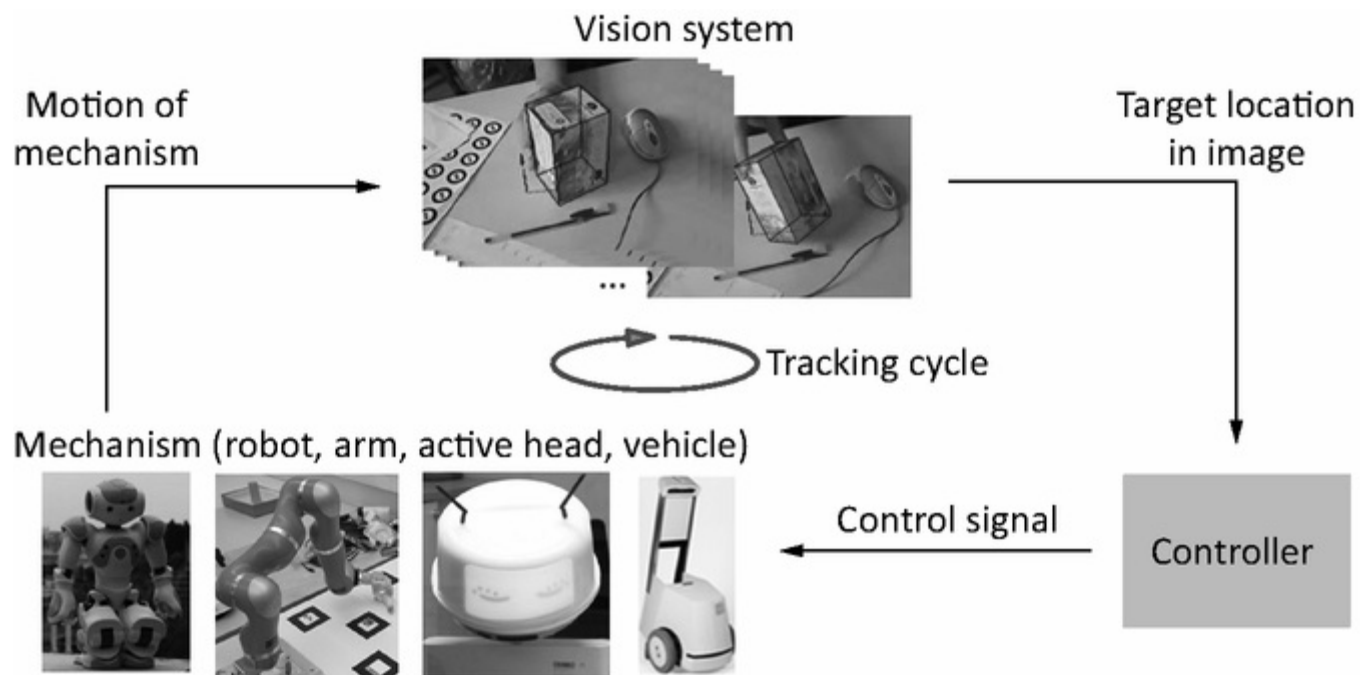 Vision system
Motion of
mechanism
Target location
in image
...
Tracking cycle
Mechanism (robot, arm, active head, vehicle)
Control signal
Controller